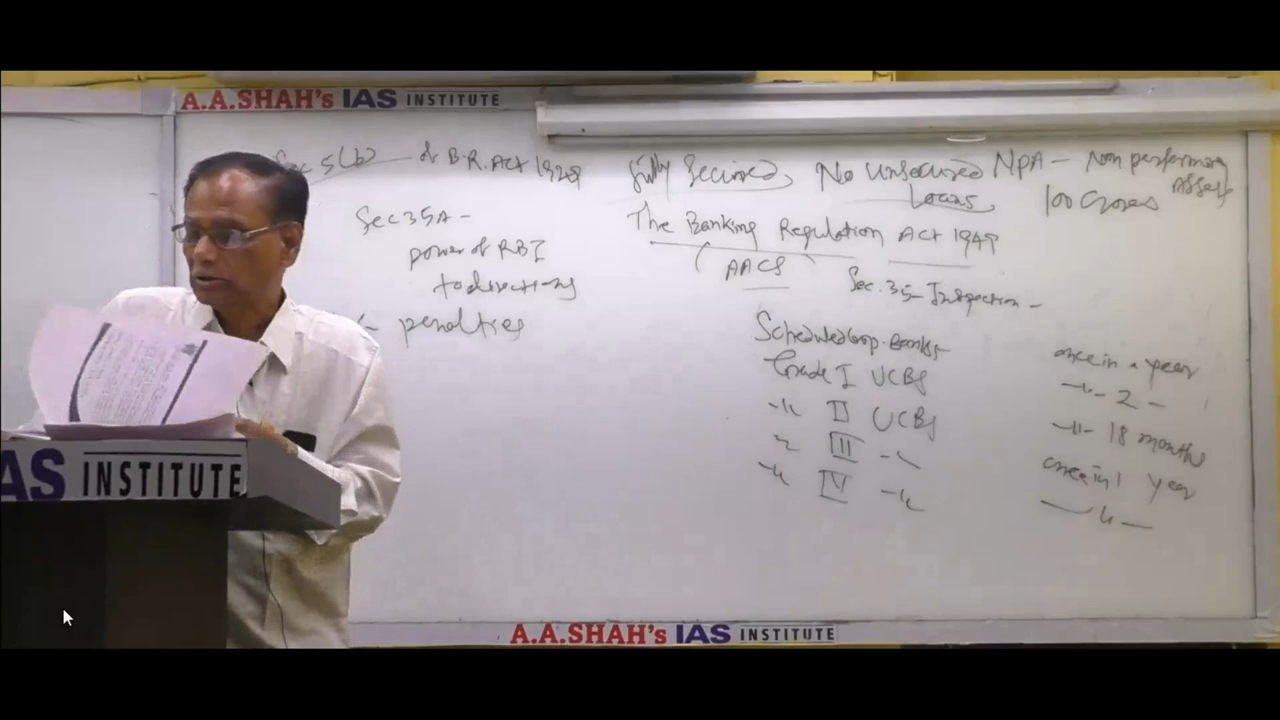 A.A.SHAH's IAS INSTITUTE
Sec 5(b) of B.R. Act 1949
Sec 35A -
power of RBI
to directions
penalties
fully Secured, No Unsecured Loans, NPA - Non performing Assets
100 Crores
The Banking Regulation Act 1949
(AACS)
Sec. 35 - Inspection -
Scheduled Coop. Banks - once in a year
Grade I UCBs -"- 2 -
-"- II UCBs -"- 18 months
" III -"- once in 1 year
-"- IV -"- -"-
IAS INSTITUTE
A.A.SHAH's IAS INSTITUTE